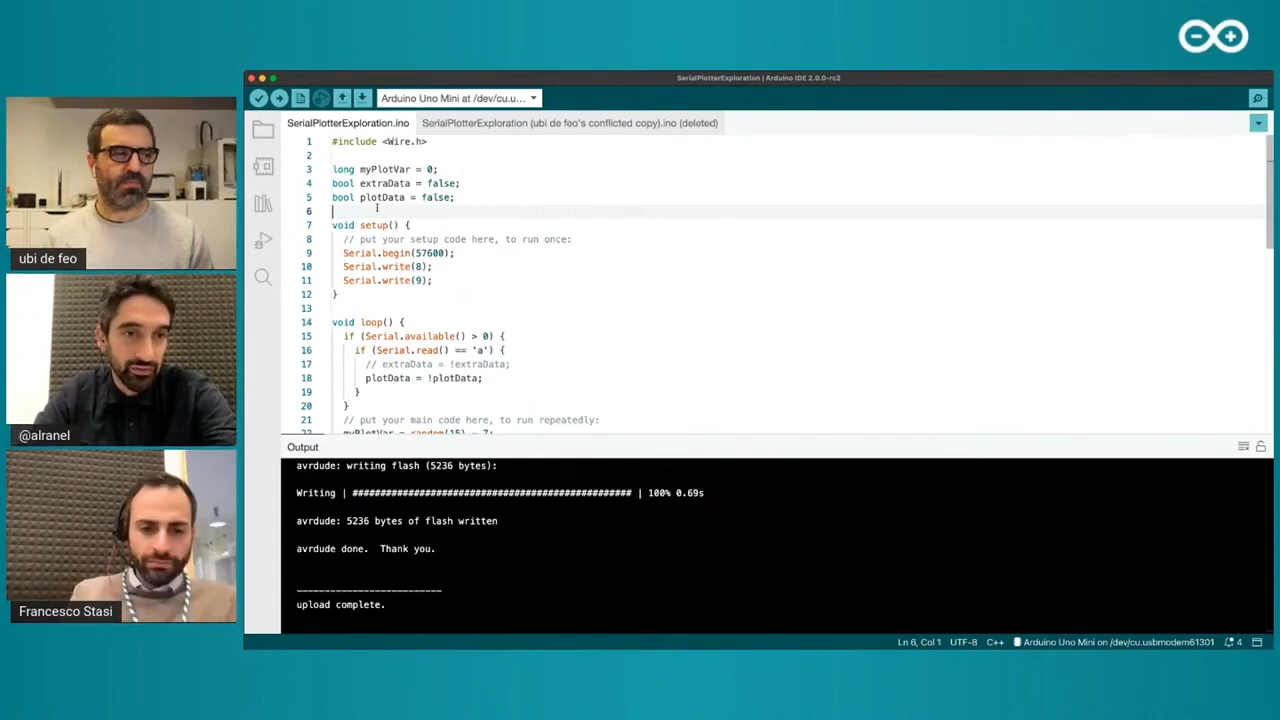 SerialPlotterExploration | Arduino IDE 2.0.0-rc2
Arduino Uno Mini at /dev/cu.u...
SerialPlotterExploration.ino
SerialPlotterExploration (ubi de feo's conflicted copy).ino (deleted)
1 #include <Wire.h>
2
3 long myPlotVar = 0;
4 bool extraData = false;
5 bool plotData = false;
6
7 void setup() {
8 // put your setup code here, to run once:
9 Serial.begin(57600);
10 Serial.write(8);
11 Serial.write(9);
12 }
13
14 void loop() {
15 if (Serial.available() > 0) {
16 if (Serial.read() == 'a') {
17 // extraData = !extraData;
18 plotData = !plotData;
19 }
20 }
21 // put your main code here, to run repeatedly:
22 myPlotVar = random(15) - 7;
Output
avrdude: writing flash (5236 bytes):
Writing | ################################################## | 100% 0.69s
avrdude: 5236 bytes of flash written
avrdude done. Thank you.
--------------------------
upload complete.
Ln 6, Col 1 UTF-8 C++ Arduino Uno Mini on /dev/cu.usbmodem61301 4
ubi de feo
@alranel
Francesco Stasi